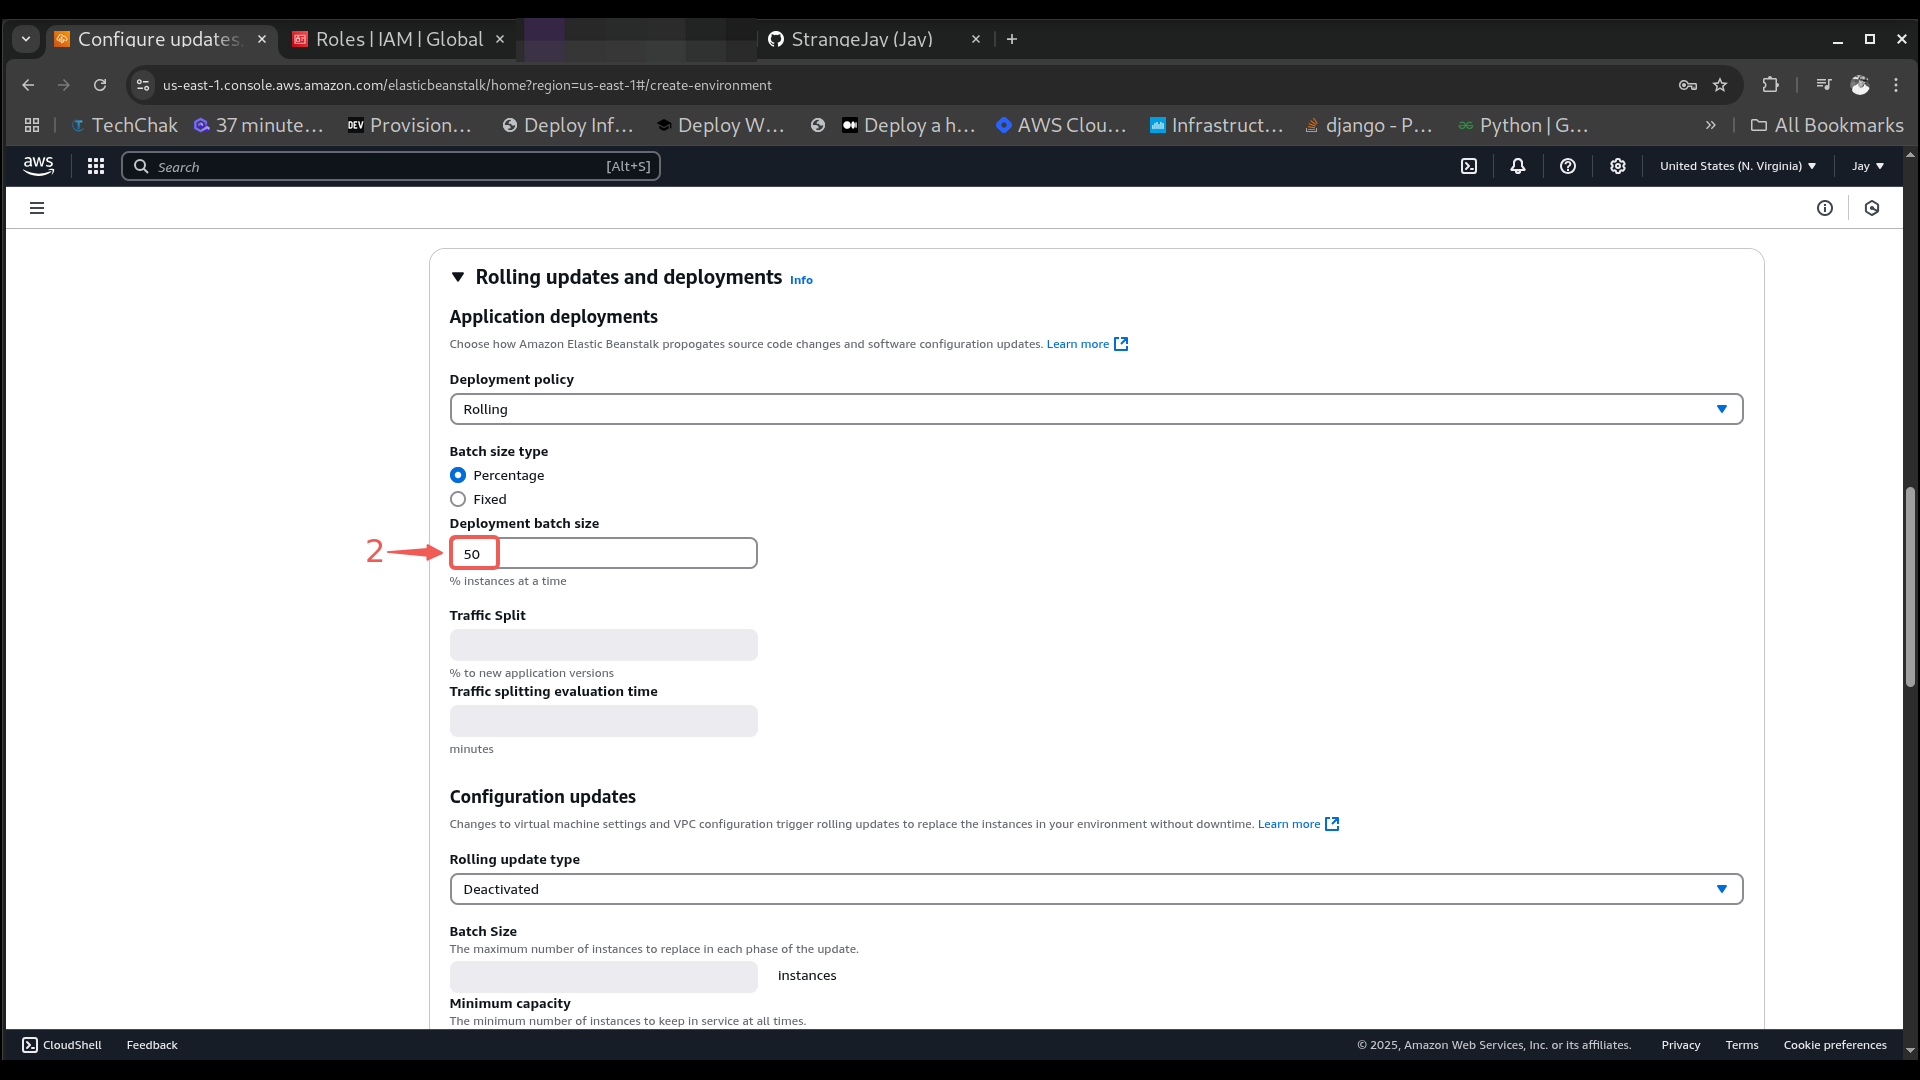 Configure updates,
Roles | IAM | Global
StrangeJay (Jay)
us-east-1.console.aws.amazon.com/elasticbeanstalk/home?region=us-east-1#/create-environment
TechChak
37 minute...
DEV Provision...
Deploy Inf...
Deploy W...
Deploy a h...
AWS Clou...
Infrastruct...
django - P...
Python | G...
All Bookmarks
aws
Search
[Alt+S]
United States (N. Virginia)
Jay
Rolling updates and deployments Info
Application deployments
Choose how Amazon Elastic Beanstalk propogates source code changes and software configuration updates. Learn more
Deployment policy
Rolling
Batch size type
Percentage
Fixed
Deployment batch size
2 50
% instances at a time
Traffic Split
% to new application versions
Traffic splitting evaluation time
minutes
Configuration updates
Changes to virtual machine settings and VPC configuration trigger rolling updates to replace the instances in your environment without downtime. Learn more
Rolling update type
Deactivated
Batch Size
The maximum number of instances to replace in each phase of the update.
instances
Minimum capacity
The minimum number of instances to keep in service at all times.
CloudShell
Feedback
© 2025, Amazon Web Services, Inc. or its affiliates.
Privacy
Terms
Cookie preferences